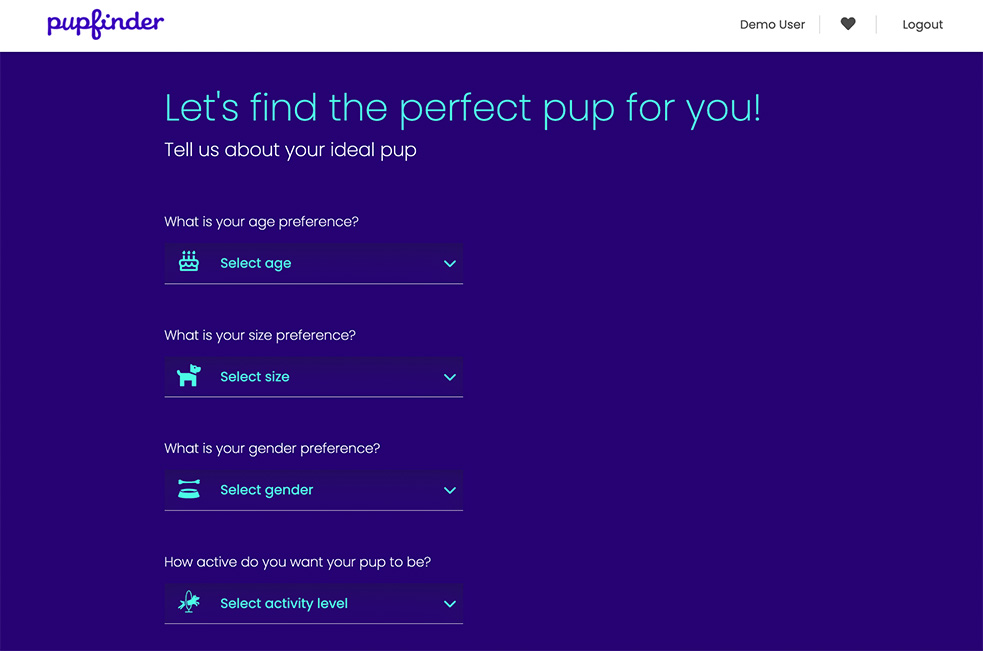 pupfinder
Demo User
Logout
Let's find the perfect pup for you!
Tell us about your ideal pup
What is your age preference?
Select age
What is your size preference?
Select size
What is your gender preference?
Select gender
How active do you want your pup to be?
Select activity level